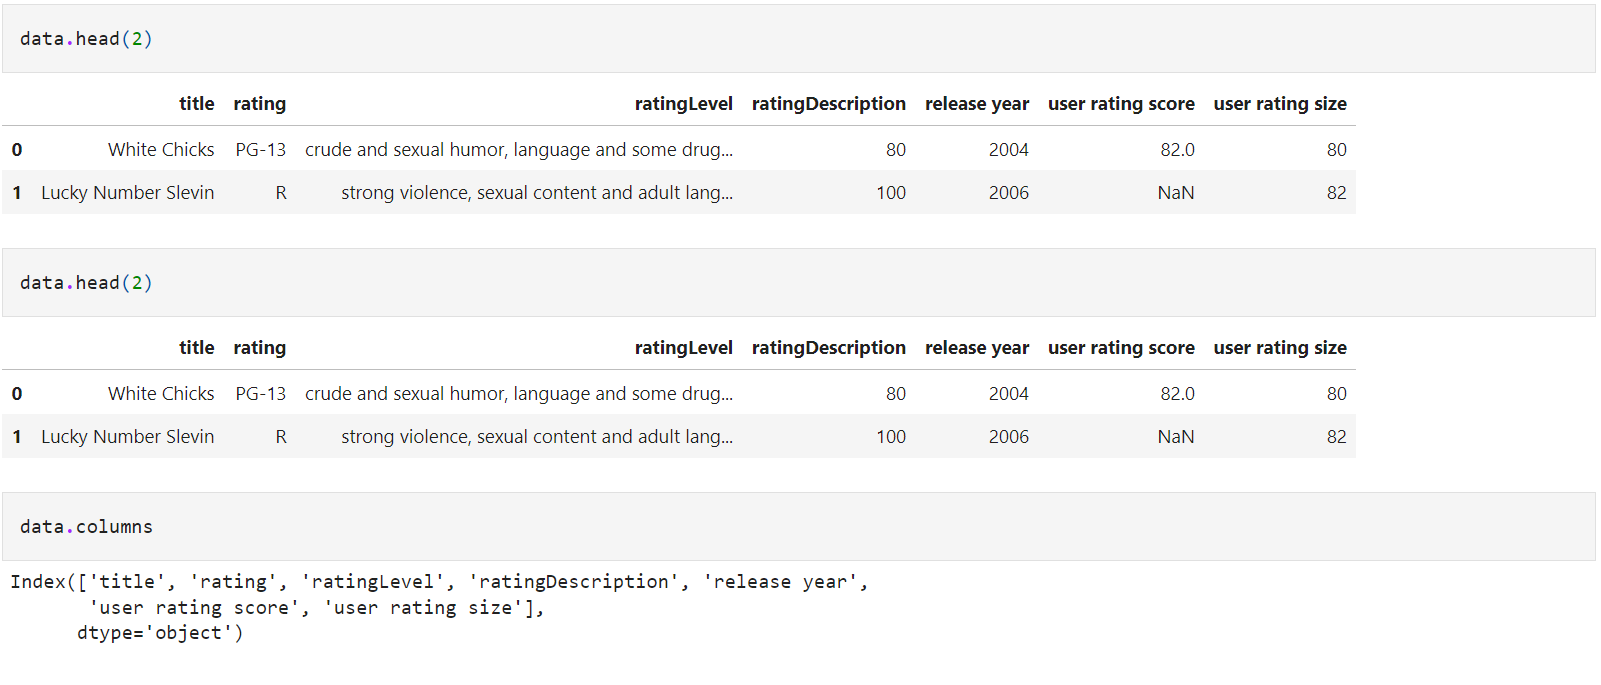 data.head(2)
title rating ratingLevel ratingDescription release year user rating score user rating size
0 White Chicks PG-13 crude and sexual humor, language and some drug... 80 2004 82.0 80
1 Lucky Number Slevin R strong violence, sexual content and adult lang... 100 2006 NaN 82
data.head(2)
title rating ratingLevel ratingDescription release year user rating score user rating size
0 White Chicks PG-13 crude and sexual humor, language and some drug... 80 2004 82.0 80
1 Lucky Number Slevin R strong violence, sexual content and adult lang... 100 2006 NaN 82
data.columns
Index(['title', 'rating', 'ratingLevel', 'ratingDescription', 'release year',
'user rating score', 'user rating size'],
dtype='object')